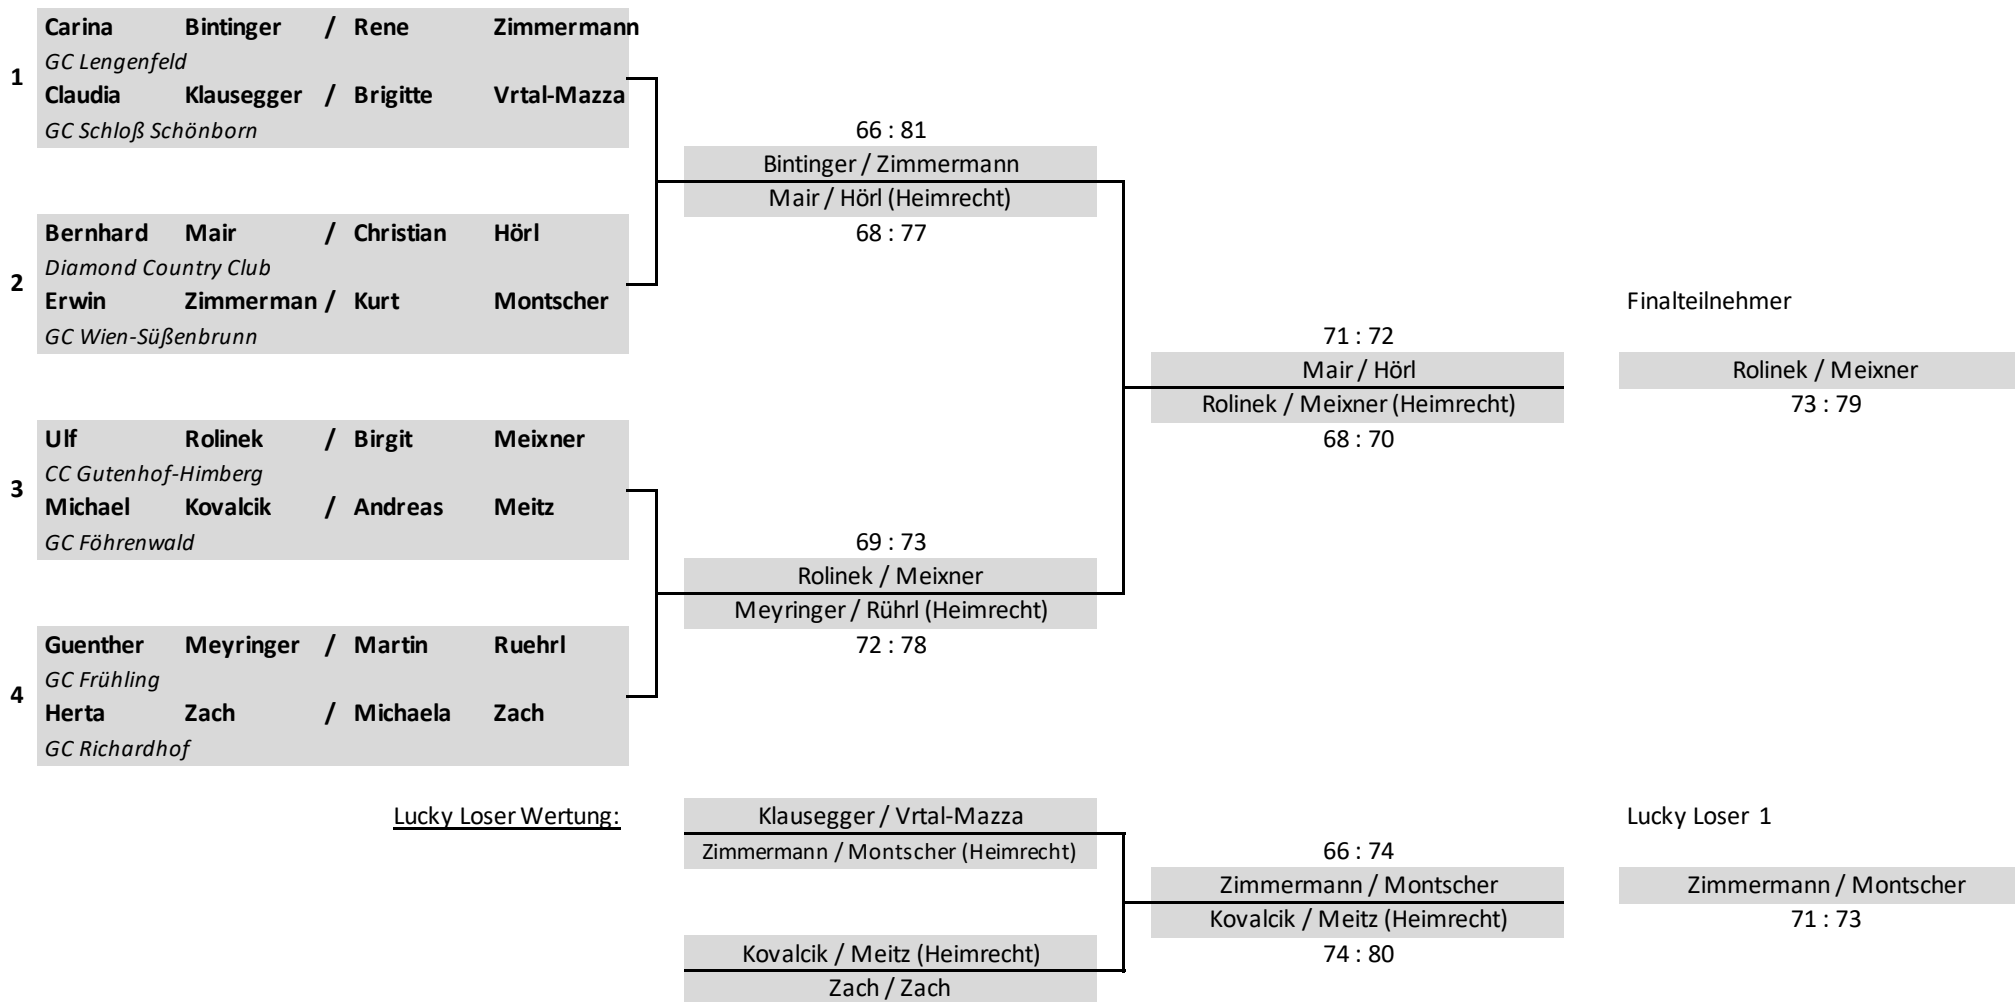 Carina Bintinger / Rene Zimmermann
GC Lengenfeld
1
Claudia Klausegger / Brigitte Vrtal-Mazza
GC Schloß Schönborn
66 : 81
Bintinger / Zimmermann
Mair / Hörl (Heimrecht)
68 : 77
Bernhard Mair / Christian Hörl
Diamond Country Club
2
Erwin Zimmerman / Kurt Montscher
GC Wien-Süßenbrunn
Finalteilnehmer
71 : 72
Mair / Hörl
Rolinek / Meixner (Heimrecht)
68 : 70
Rolinek / Meixner
73 : 79
Ulf Rolinek / Birgit Meixner
CC Gutenhof-Himberg
3
Michael Kovalcik / Andreas Meitz
GC Föhrenwald
69 : 73
Rolinek / Meixner
Meyringer / Rührl (Heimrecht)
72 : 78
Guenther Meyringer / Martin Ruehrl
GC Frühling
4
Herta Zach / Michaela Zach
GC Richardhof
Lucky Loser Wertung:
Klausegger / Vrtal-Mazza
Zimmermann / Montscher (Heimrecht)
Lucky Loser 1
66 : 74
Zimmermann / Montscher
Kovalcik / Meitz (Heimrecht)
74 : 80
Zimmermann / Montscher
71 : 73
Kovalcik / Meitz (Heimrecht)
Zach / Zach